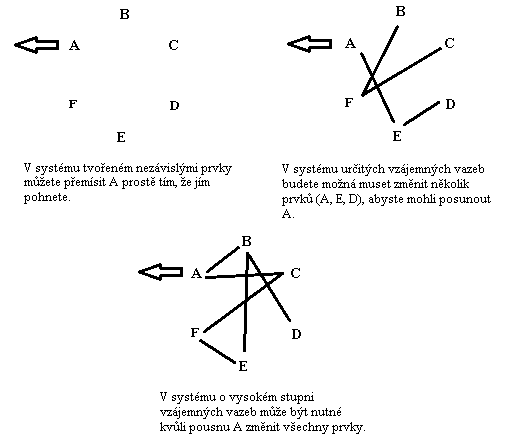 B
A
C
F
D
E
V systému tvořeném nezávislými prvky
můžete přemísit A prostě tím, že jím
pohnete.
B
A
C
F
D
E
V systému určitých vzájemných vazeb
budete možná muset změnit několik
prvků (A, E, D), abyste mohli posunout
A.
B
A
C
F
D
E
V systému o vysokém stupni
vzájemných vazeb může být nutné
kvůli pousnu A změnit všechny prvky.